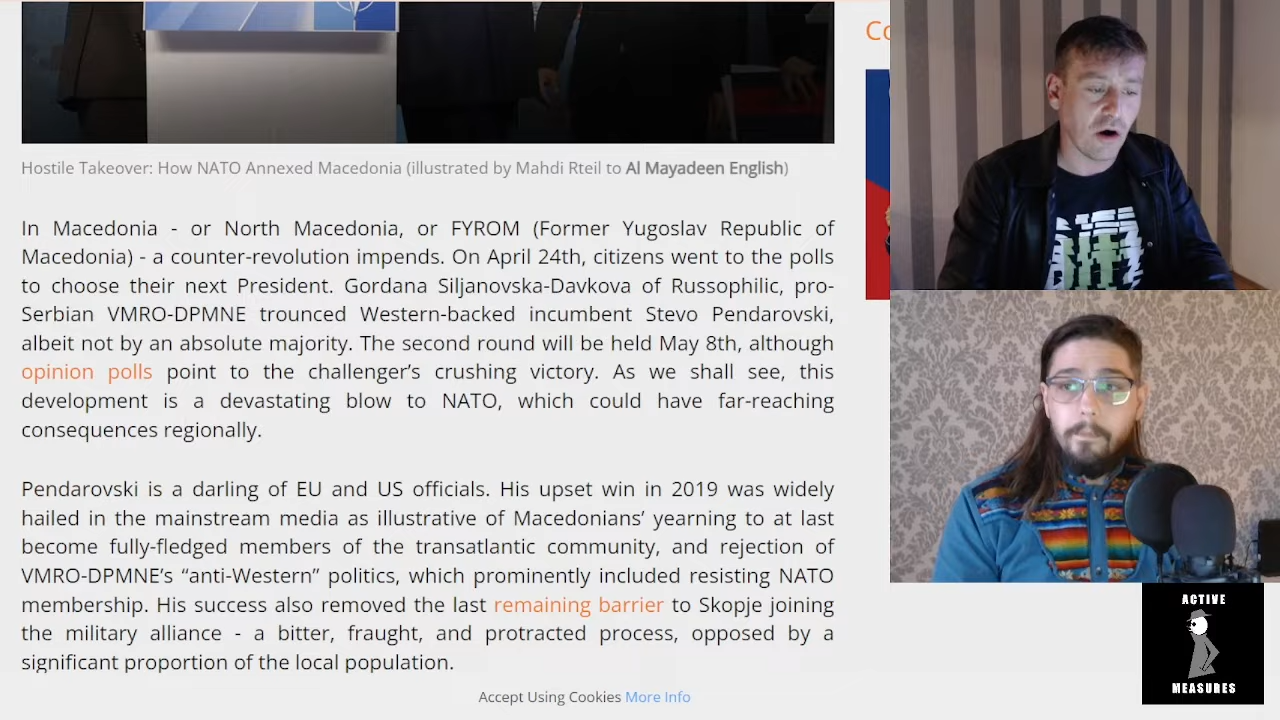 Co
Hostile Takeover: How NATO Annexed Macedonia (illustrated by Mahdi Rteil to Al Mayadeen English)
In Macedonia - or North Macedonia, or FYROM (Former Yugoslav Republic of
Macedonia) - a counter-revolution impends. On April 24th, citizens went to the polls
to choose their next President. Gordana Siljanovska-Davkova of Russophilic, pro-
Serbian VMRO-DPMNE trounced Western-backed incumbent Stevo Pendarovski,
albeit not by an absolute majority. The second round will be held May 8th, although
opinion polls point to the challenger’s crushing victory. As we shall see, this
development is a devastating blow to NATO, which could have far-reaching
consequences regionally.
Pendarovski is a darling of EU and US officials. His upset win in 2019 was widely
hailed in the mainstream media as illustrative of Macedonians’ yearning to at last
become fully-fledged members of the transatlantic community, and rejection of
VMRO-DPMNE’s “anti-Western” politics, which prominently included resisting NATO
membership. His success also removed the last remaining barrier to Skopje joining
the military alliance - a bitter, fraught, and protracted process, opposed by a
significant proportion of the local population.
Accept Using Cookies More Info
ACTIVE
MEASURES